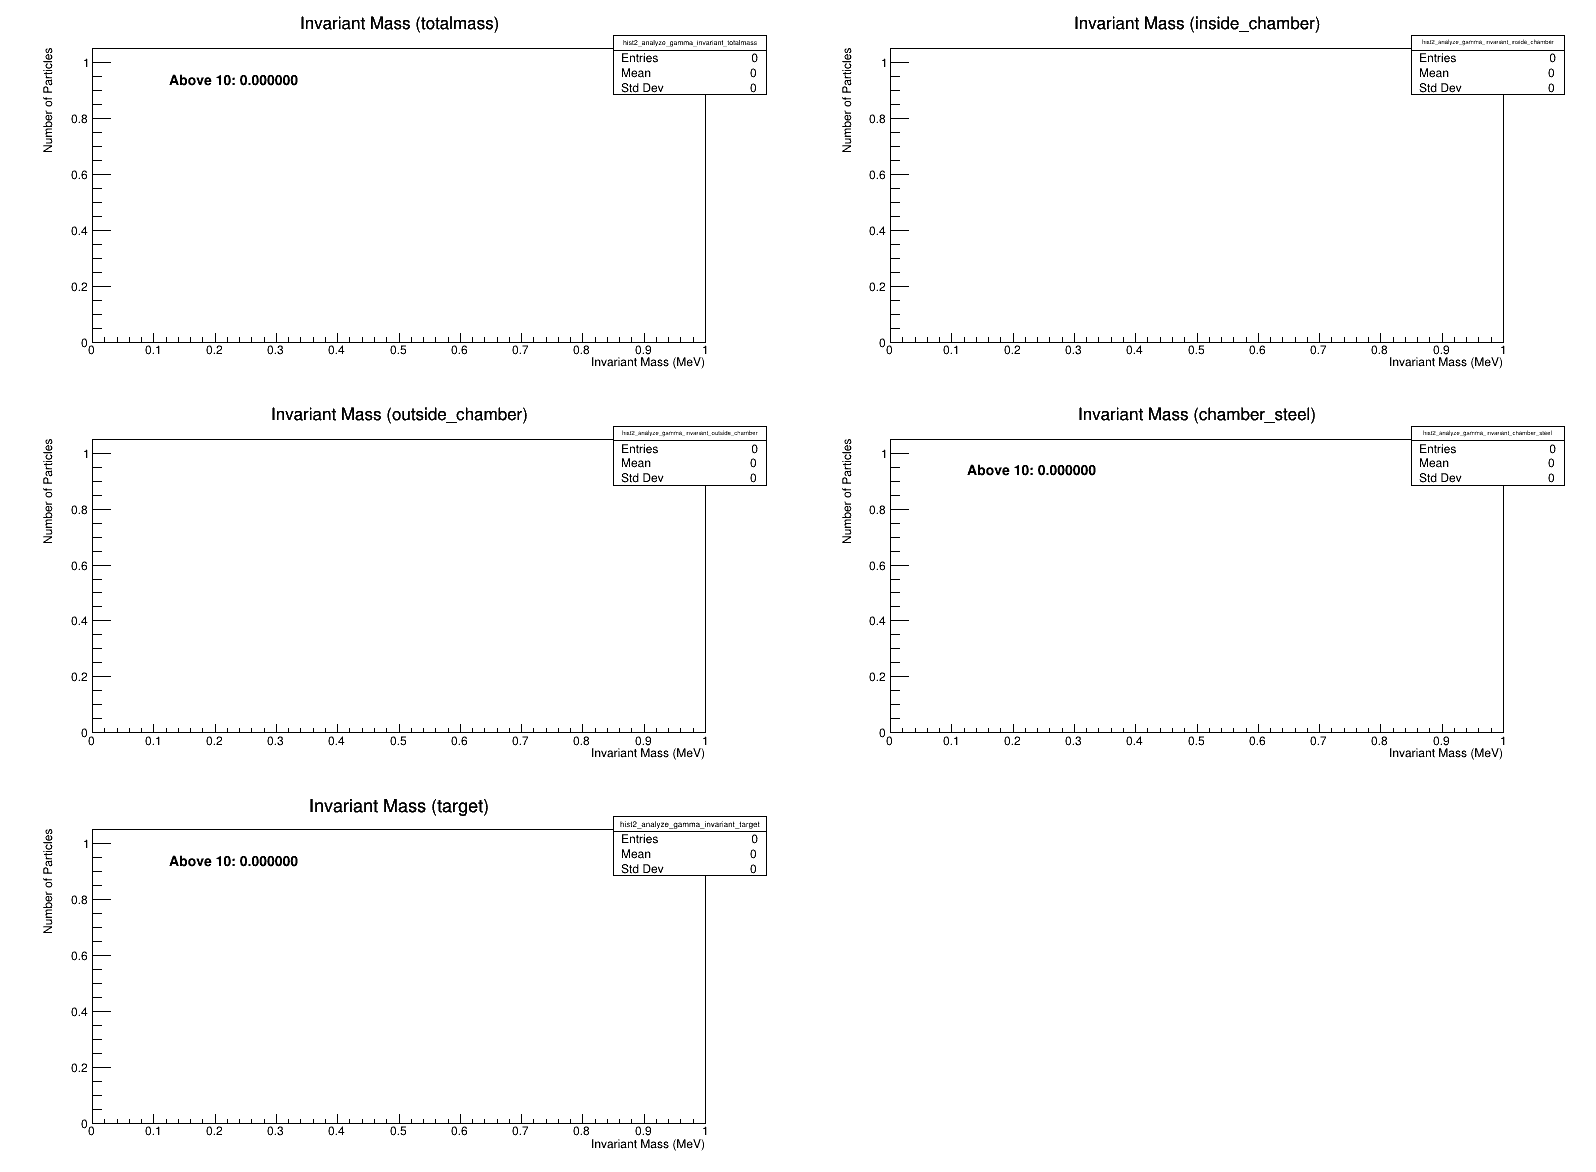 Invariant Mass (totalmass)
hist2_analyze_gamma_invariant_totalmass
Entries 0
Mean 0
Std Dev 0
Above 10: 0.000000
Number of Particles
1
0.8
0.6
0.4
0.2
0
0 0.1 0.2 0.3 0.4 0.5 0.6 0.7 0.8 0.9 1
Invariant Mass (MeV)
Invariant Mass (inside_chamber)
hist2_analyze_gamma_invariant_inside_chamber
Entries 0
Mean 0
Std Dev 0
Number of Particles
1
0.8
0.6
0.4
0.2
0
0 0.1 0.2 0.3 0.4 0.5 0.6 0.7 0.8 0.9 1
Invariant Mass (MeV)
Invariant Mass (outside_chamber)
hist2_analyze_gamma_invariant_outside_chamber
Entries 0
Mean 0
Std Dev 0
Number of Particles
1
0.8
0.6
0.4
0.2
0
0 0.1 0.2 0.3 0.4 0.5 0.6 0.7 0.8 0.9 1
Invariant Mass (MeV)
Invariant Mass (chamber_steel)
hist2_analyze_gamma_invariant_chamber_steel
Entries 0
Mean 0
Std Dev 0
Above 10: 0.000000
Number of Particles
1
0.8
0.6
0.4
0.2
0
0 0.1 0.2 0.3 0.4 0.5 0.6 0.7 0.8 0.9 1
Invariant Mass (MeV)
Invariant Mass (target)
hist2_analyze_gamma_invariant_target
Entries 0
Mean 0
Std Dev 0
Above 10: 0.000000
Number of Particles
1
0.8
0.6
0.4
0.2
0
0 0.1 0.2 0.3 0.4 0.5 0.6 0.7 0.8 0.9 1
Invariant Mass (MeV)